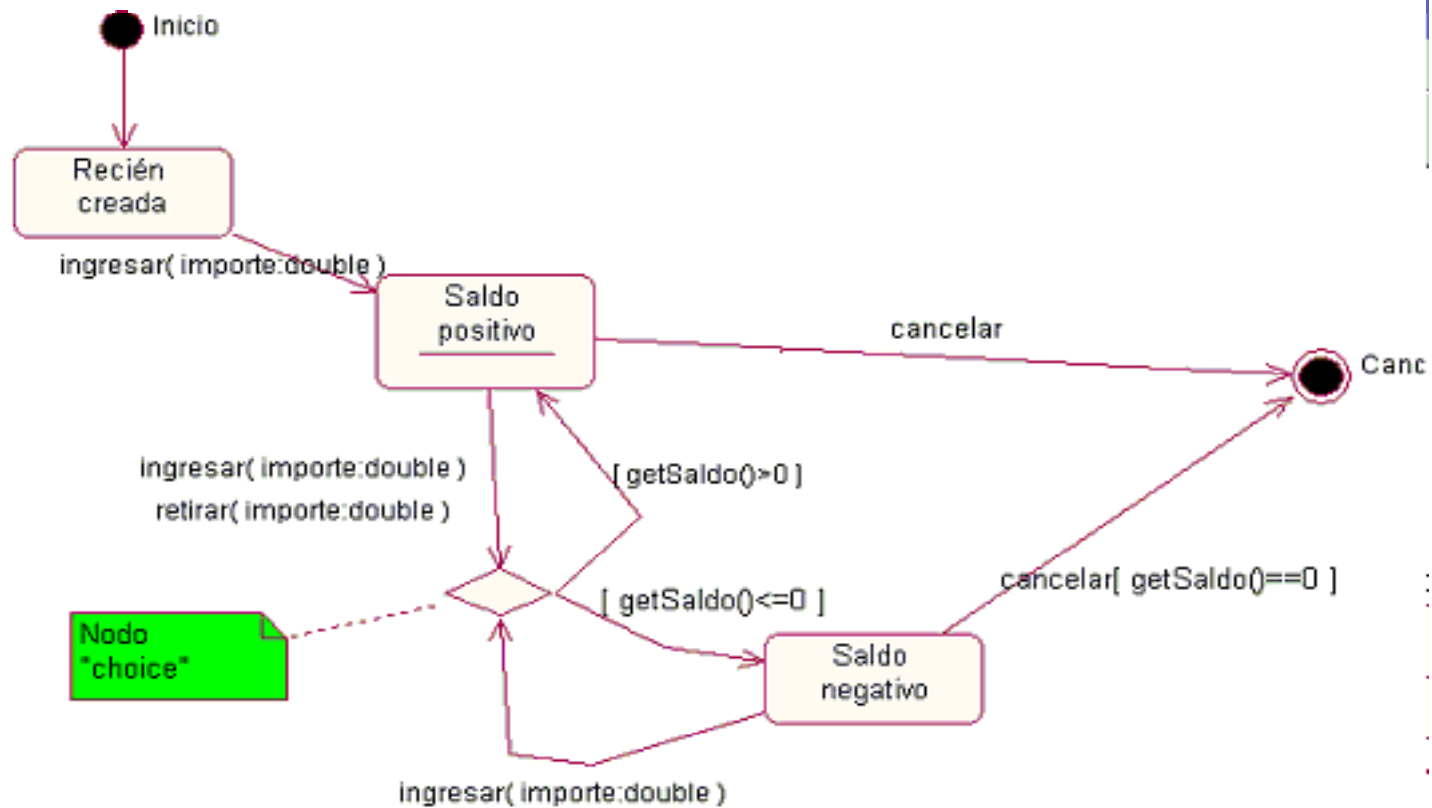 Inicio
Recién
creada
ingresar( importe:double )
Saldo
positivo
cancelar
Canc
ingresar( importe:double )
retirar( importe:double )
[ getSaldo()>0 ]
[ getSaldo()<=0 ]
cancelar[ getSaldo()==0 ]
Nodo
"choice"
Saldo
negativo
ingresar( importe:double )